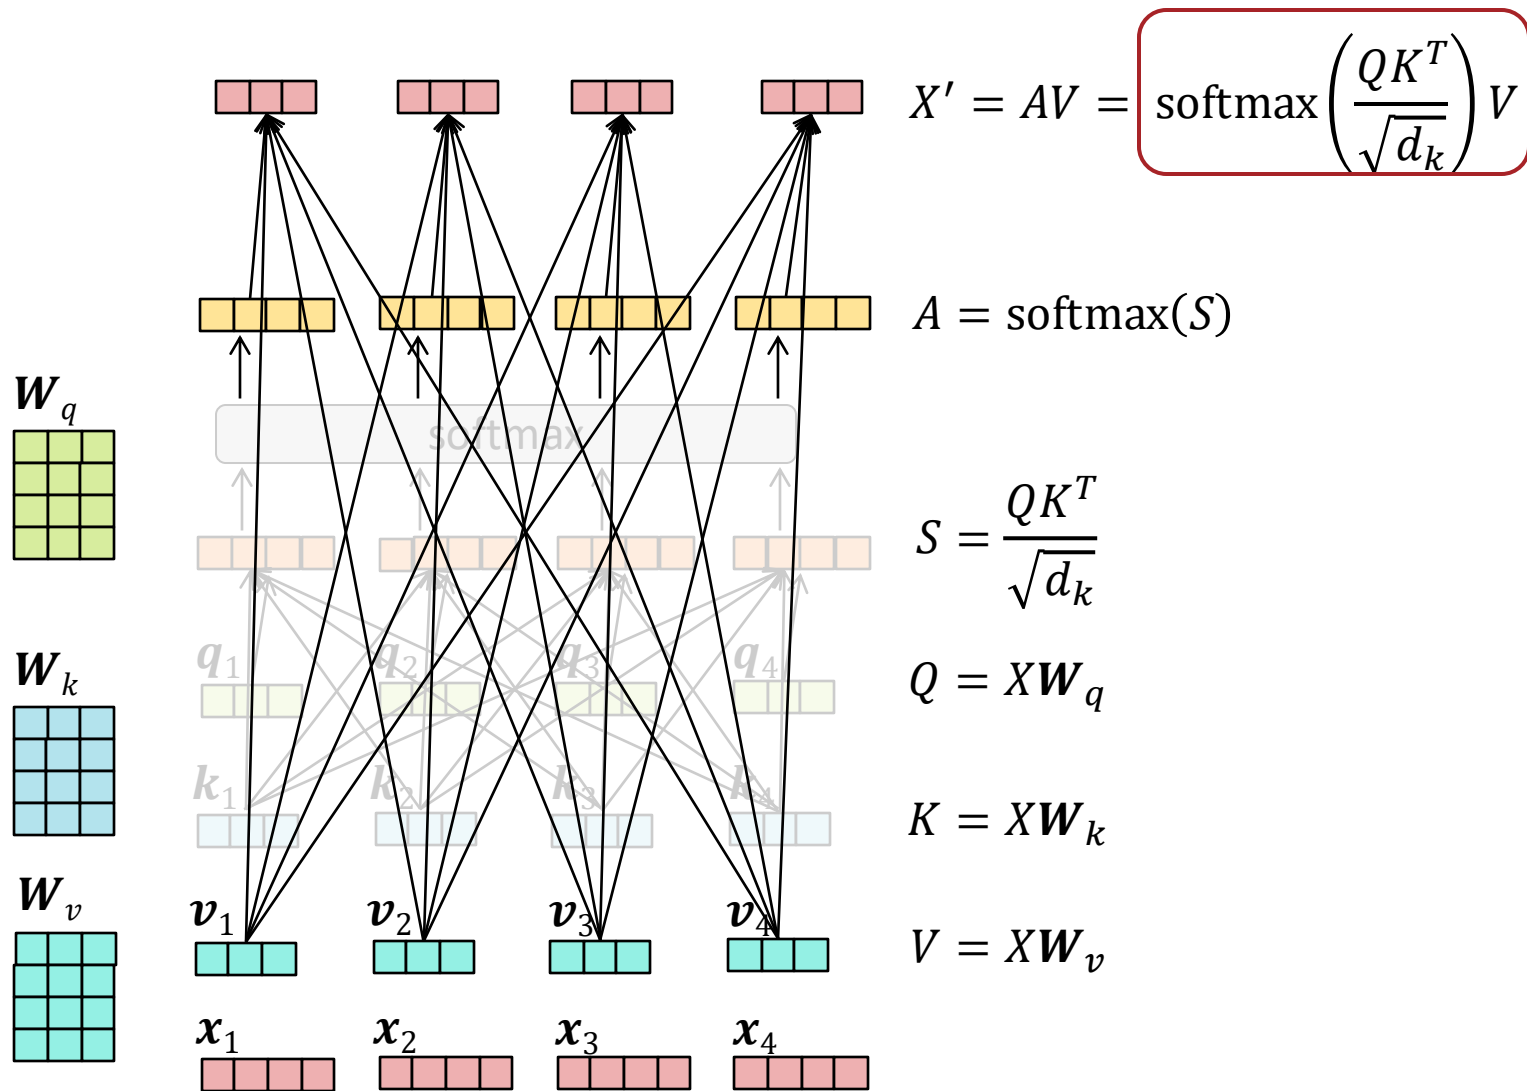 X′ = AV = softmax(QK^T / √d_k) V
A = softmax(S)
W_q
softmax
S = QK^T / √d_k
W_k
q_1 q_2 q_3 q_4
Q = XW_q
k_1 k_2 k_3 k_4
K = XW_k
W_v
v_1 v_2 v_3 v_4
V = XW_v
x_1 x_2 x_3 x_4